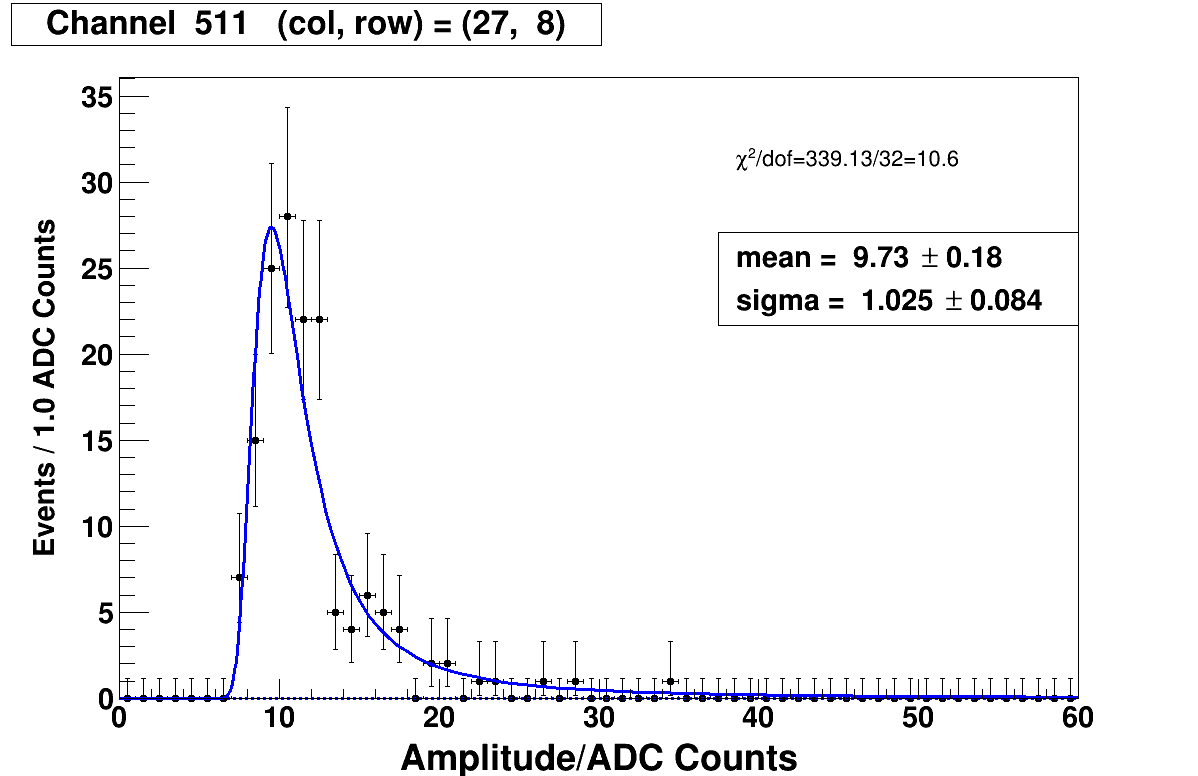 Channel 511 (col, row) = (27, 8)
35
30
25
20
15
10
5
0
Events / 1.0 ADC Counts
χ²/dof=339.13/32=10.6
mean = 9.73 ± 0.18
sigma = 1.025 ± 0.084
0 10 20 30 40 50 60
Amplitude/ADC Counts